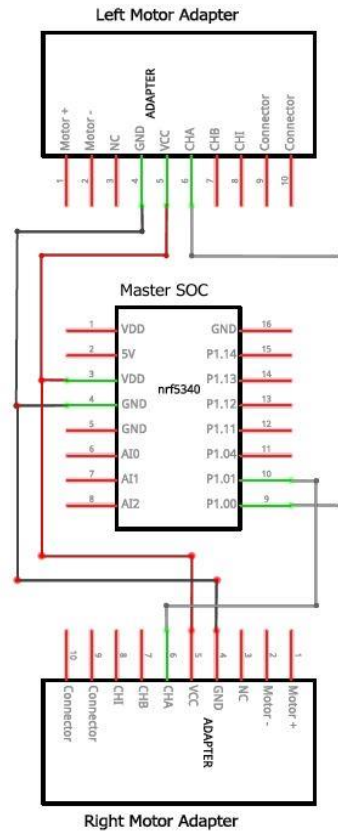 Left Motor Adapter
ADAPTER
Motor +
Motor -
NC
GND
VCC
CHA
CHB
CHI
Connector
Connector
1
2
3
4
5
6
7
8
9
10
Master SOC
nrf5340
1 VDD
2 5V
3 VDD
4 GND
5 GND
6 AI0
7 AI1
8 AI2
GND 16
P1.14 15
P1.13 14
P1.12 13
P1.11 12
P1.04 11
P1.01 10
P1.00 9
10
9
8
7
6
5
4
3
2
1
Connector
Connector
CHI
CHB
CHA
VCC
GND
NC
Motor -
Motor +
ADAPTER
Right Motor Adapter